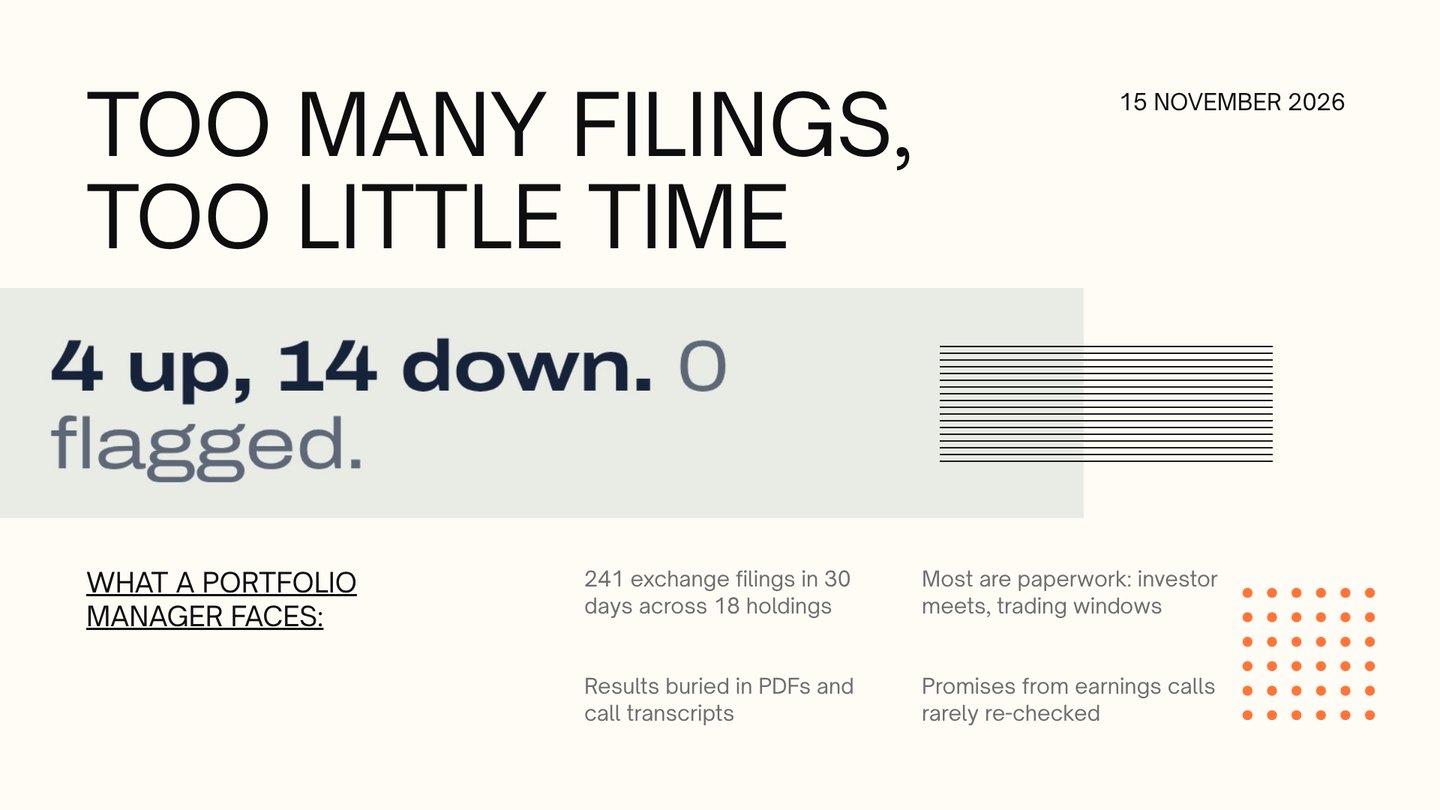 TOO MANY FILINGS,
TOO LITTLE TIME
15 NOVEMBER 2026
4 up, 14 down. 0
flagged.
WHAT A PORTFOLIO
MANAGER FACES:
241 exchange filings in 30
days across 18 holdings
Most are paperwork: investor
meets, trading windows
Results buried in PDFs and
call transcripts
Promises from earnings calls
rarely re-checked